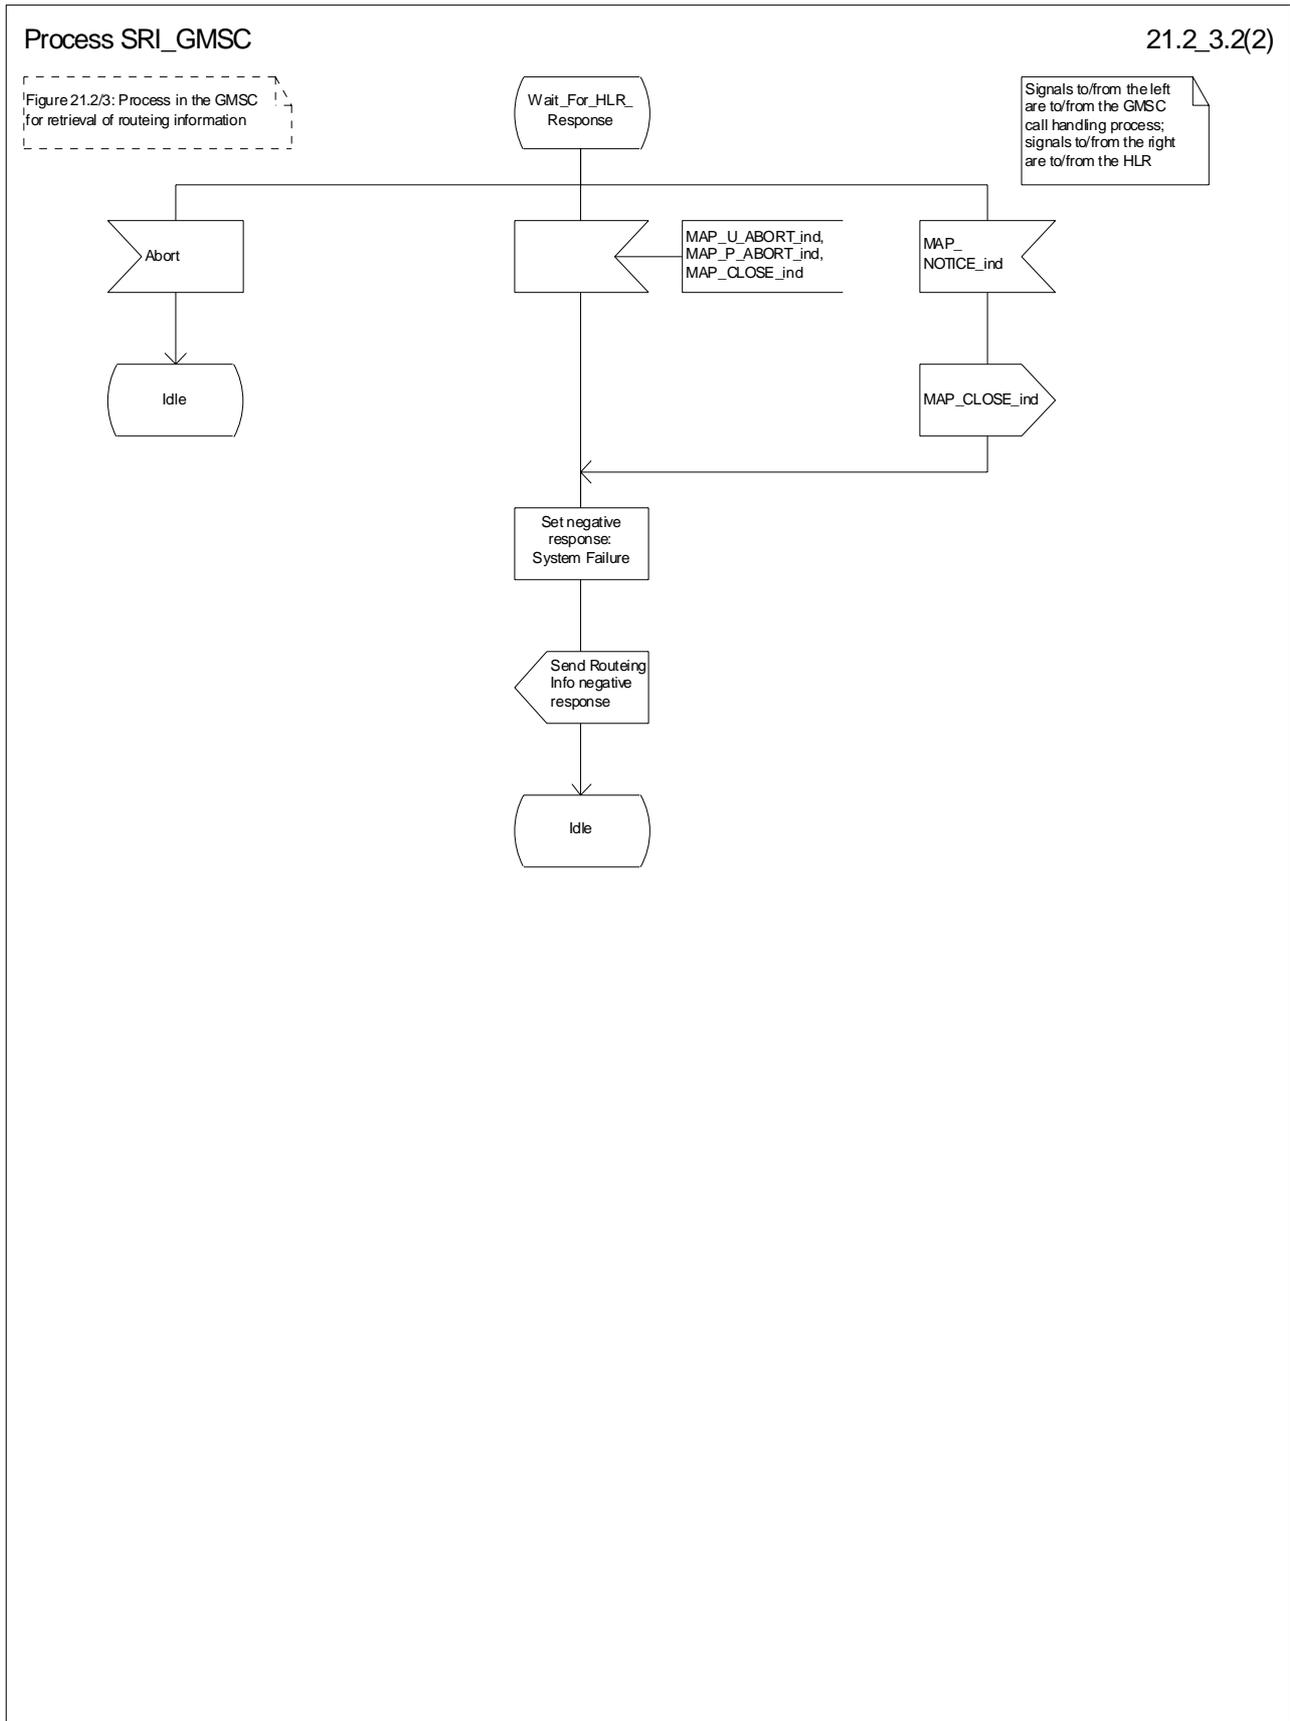 Process SRI_GMSC
21.2_3.2(2)
Figure 21.2/3: Process in the GMSC
for retrieval of routeing information
Wait_For_HLR_
Response
Signals to/from the left
are to/from the GMSC
call handling process;
signals to/from the right
are to/from the HLR
Abort
MAP_U_ABORT_ind,
MAP_P_ABORT_ind,
MAP_CLOSE_ind
MAP_
NOTICE_ind
Idle
MAP_CLOSE_ind
Set negative
response:
System Failure
Send Routeing
Info negative
response
Idle